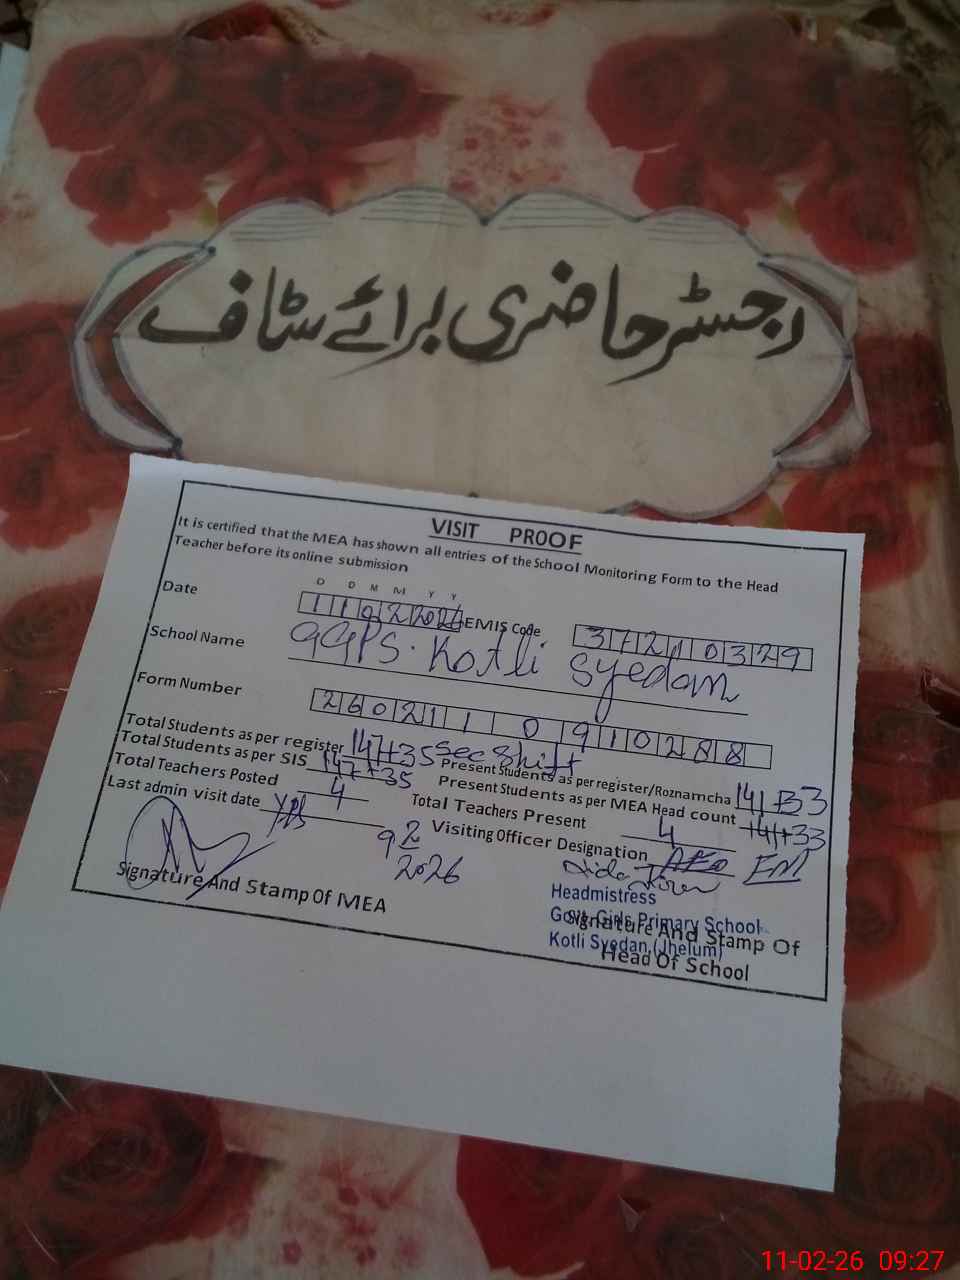 رجسٹر حاضری برائے سٹاف
VISIT PROOF
It is certified that the MEA has shown all entries of the School Monitoring Form to the Head
Teacher before its online submission
D D M M Y Y
Date 11022026 EMIS Code 37210329
School Name GGPS. Kotli Syedan
Form Number 2602110910288
Total Students as per register 147+35 Sec Shift
Total Students as per SIS 147+35
Present Students as per register/Roznamcha 141+33
Present Students as per MEA Head count 141+33
Total Teachers Posted 4
Total Teachers Present 4
Last admin visit date yes
9 2
2026
Visiting Officer Designation AEO EM
Signature And Stamp Of MEA
Headmistress
Govt. Girls Primary School
Kotli Syedan (Jhelum)
Signature And Stamp Of
Head Of School
11-02-26 09:27